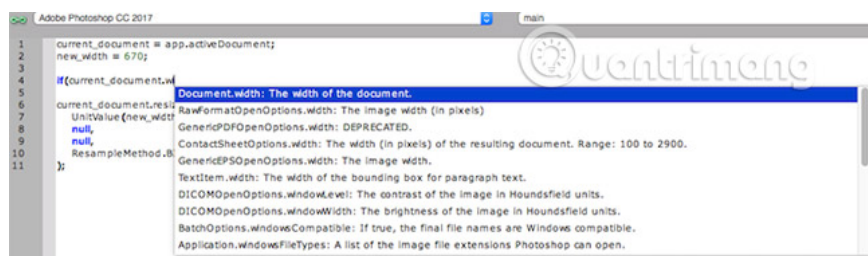 Adobe Photoshop CC 2017 main
Quantrimang
1 current_document = app.activeDocument;
2 new_width = 670;
3
4 if(current_document.wi
5 Document.width: The width of the document.
6 current_document.resi
RawFormatOpenOptions.width: The image width (in pixels)
7 UnitValue(new_width
GenericPDFOpenOptions.width: DEPRECATED.
8 null,
9 null,
ContactSheetOptions.width: The width (in pixels) of the resulting document. Range: 100 to 2900.
10 ResampleMethod.B
GenericEPSOpenOptions.width: The image width.
11 );
TextItem.width: The width of the bounding box for paragraph text.
DICOMOpenOptions.windowLevel: The contrast of the image in Houndsfield units.
DICOMOpenOptions.windowWidth: The brightness of the image in Houndsfield units.
BatchOptions.windowsCompatible: If true, the final file names are Windows compatible.
Application.windowsFileTypes: A list of the image file extensions Photoshop can open.